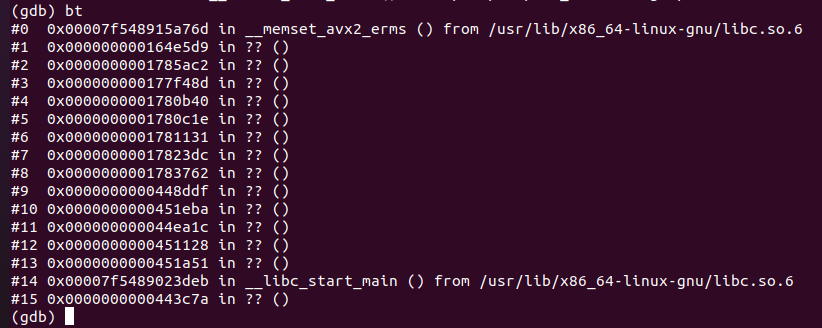 (gdb) bt
#0  0x00007f548915a76d in __memset_avx2_erms () from /usr/lib/x86_64-linux-gnu/libc.so.6
#1  0x000000000164e5d9 in ?? ()
#2  0x0000000001785ac2 in ?? ()
#3  0x000000000177f48d in ?? ()
#4  0x0000000001780b40 in ?? ()
#5  0x0000000001780c1e in ?? ()
#6  0x0000000001781131 in ?? ()
#7  0x00000000017823dc in ?? ()
#8  0x0000000001783762 in ?? ()
#9  0x0000000000448ddf in ?? ()
#10 0x0000000000451eba in ?? ()
#11 0x000000000044ea1c in ?? ()
#12 0x0000000000451128 in ?? ()
#13 0x0000000000451a51 in ?? ()
#14 0x00007f5489023deb in __libc_start_main () from /usr/lib/x86_64-linux-gnu/libc.so.6
#15 0x0000000000443c7a in ?? ()
(gdb)